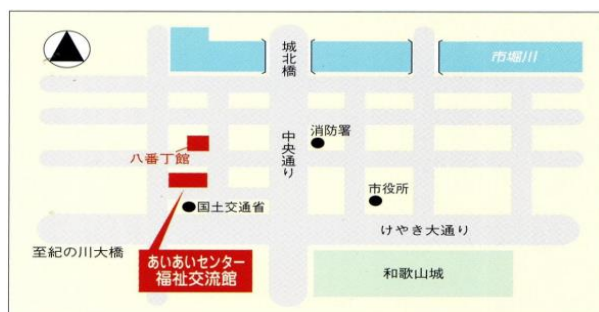 城北橋
市堀川
中央通り
消防署
八番丁館
市役所
国土交通省
けやき大通り
至紀の川大橋
あいあいセンター
福祉交流館
和歌山城